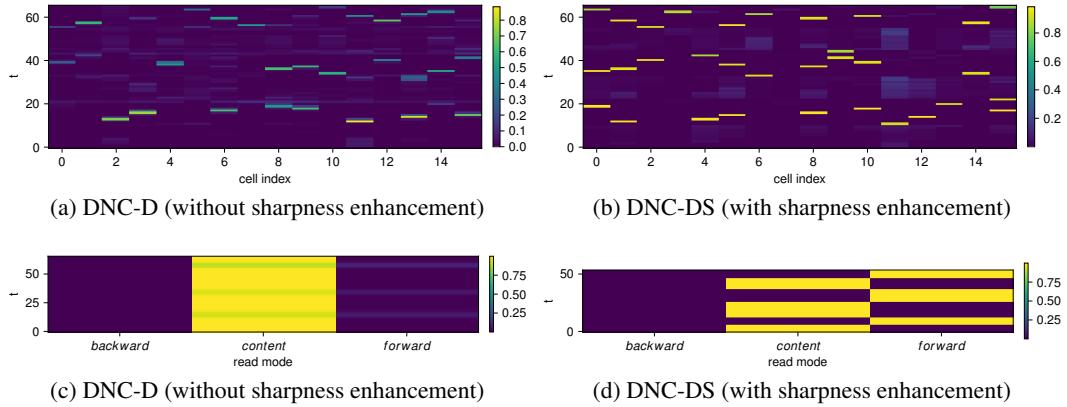 60
40
20
0
t
0 2 4 6 8 10 12 14
cell index
0.8
0.7
0.6
0.5
0.4
0.3
0.2
0.1
0.0
(a) DNC-D (without sharpness enhancement)
60
40
20
0
t
0 2 4 6 8 10 12 14
cell index
0.8
0.6
0.4
0.2
(b) DNC-DS (with sharpness enhancement)
50
25
0
t
backward content forward
read mode
0.75
0.50
0.25
(c) DNC-D (without sharpness enhancement)
50
0
t
backward content forward
read mode
0.75
0.50
0.25
(d) DNC-DS (with sharpness enhancement)